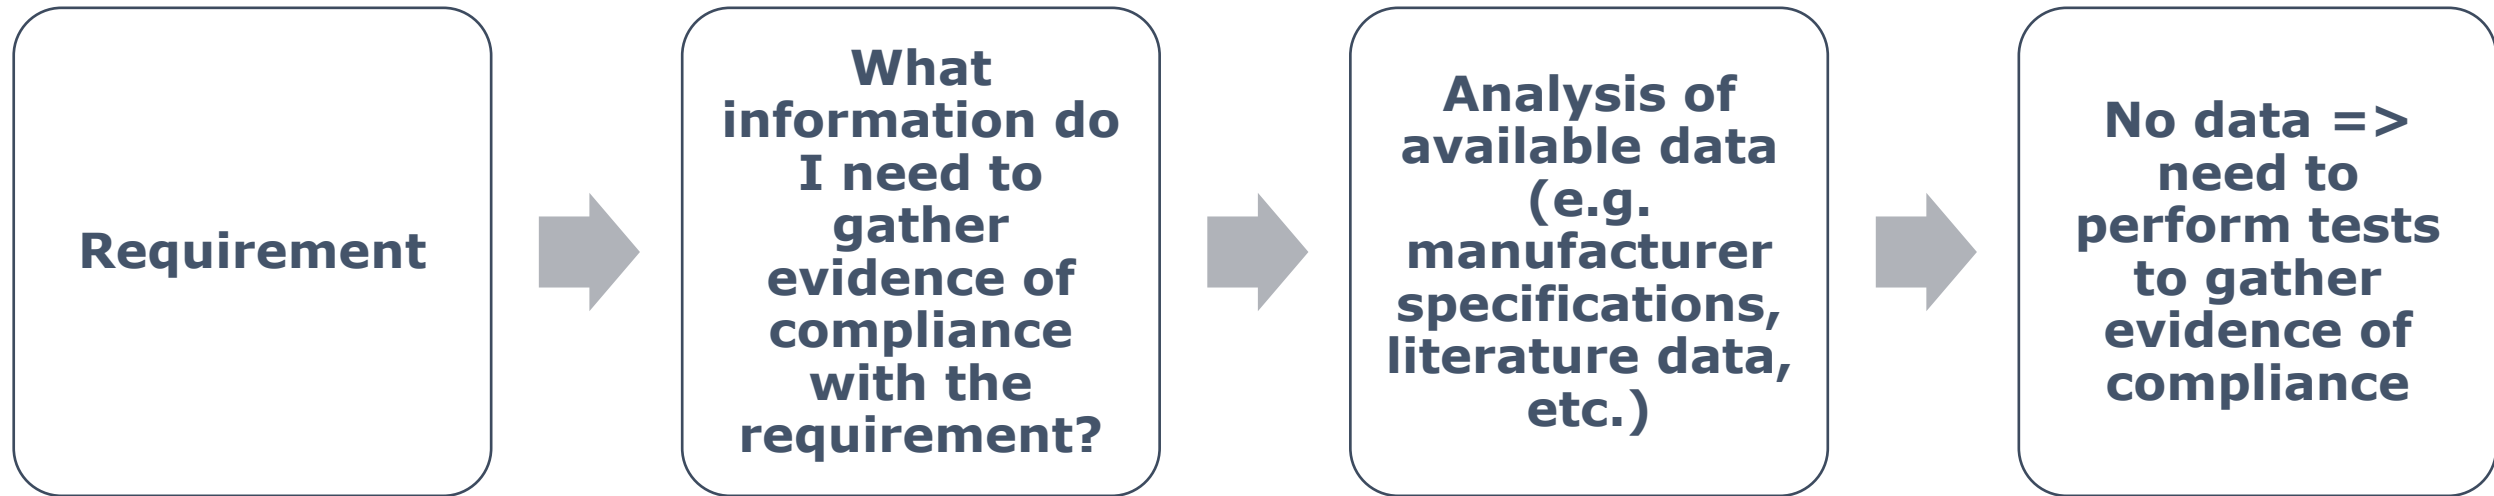 Requirement
What
information do
I need to
gather
evidence of
compliance
with the
requirement?
Analysis of
available data
(e.g.
manufacturer
specifications,
literature data,
etc.)
No data =>
need to
perform tests
to gather
evidence of
compliance